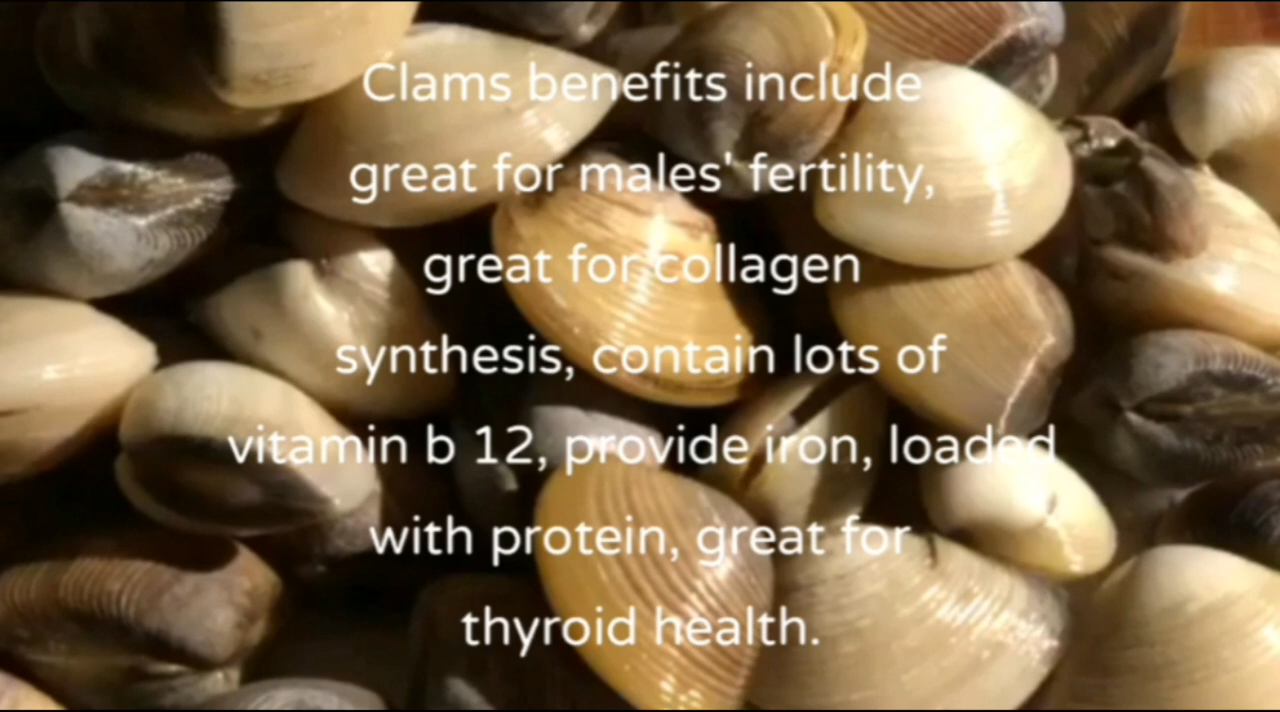 Clams benefits include
great for males' fertility,
great for collagen
synthesis, contain lots of
vitamin b 12, provide iron, loaded
with protein, great for
thyroid health.